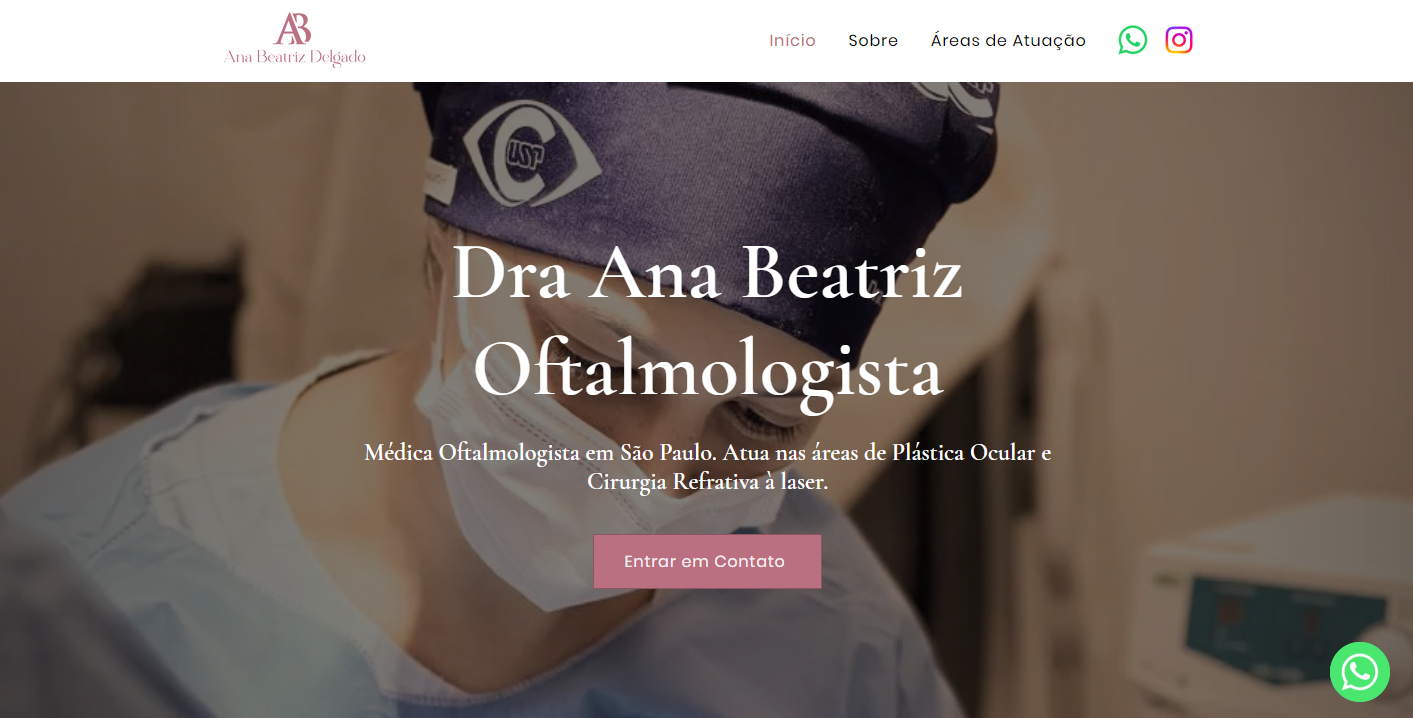 AB
Ana Beatriz Delgado
Início
Sobre
Áreas de Atuação
C
USP
Dra Ana Beatriz
Oftalmologista
Médica Oftalmologista em São Paulo. Atua nas áreas de Plástica Ocular e
Cirurgia Refrativa à laser.
Entrar em Contato